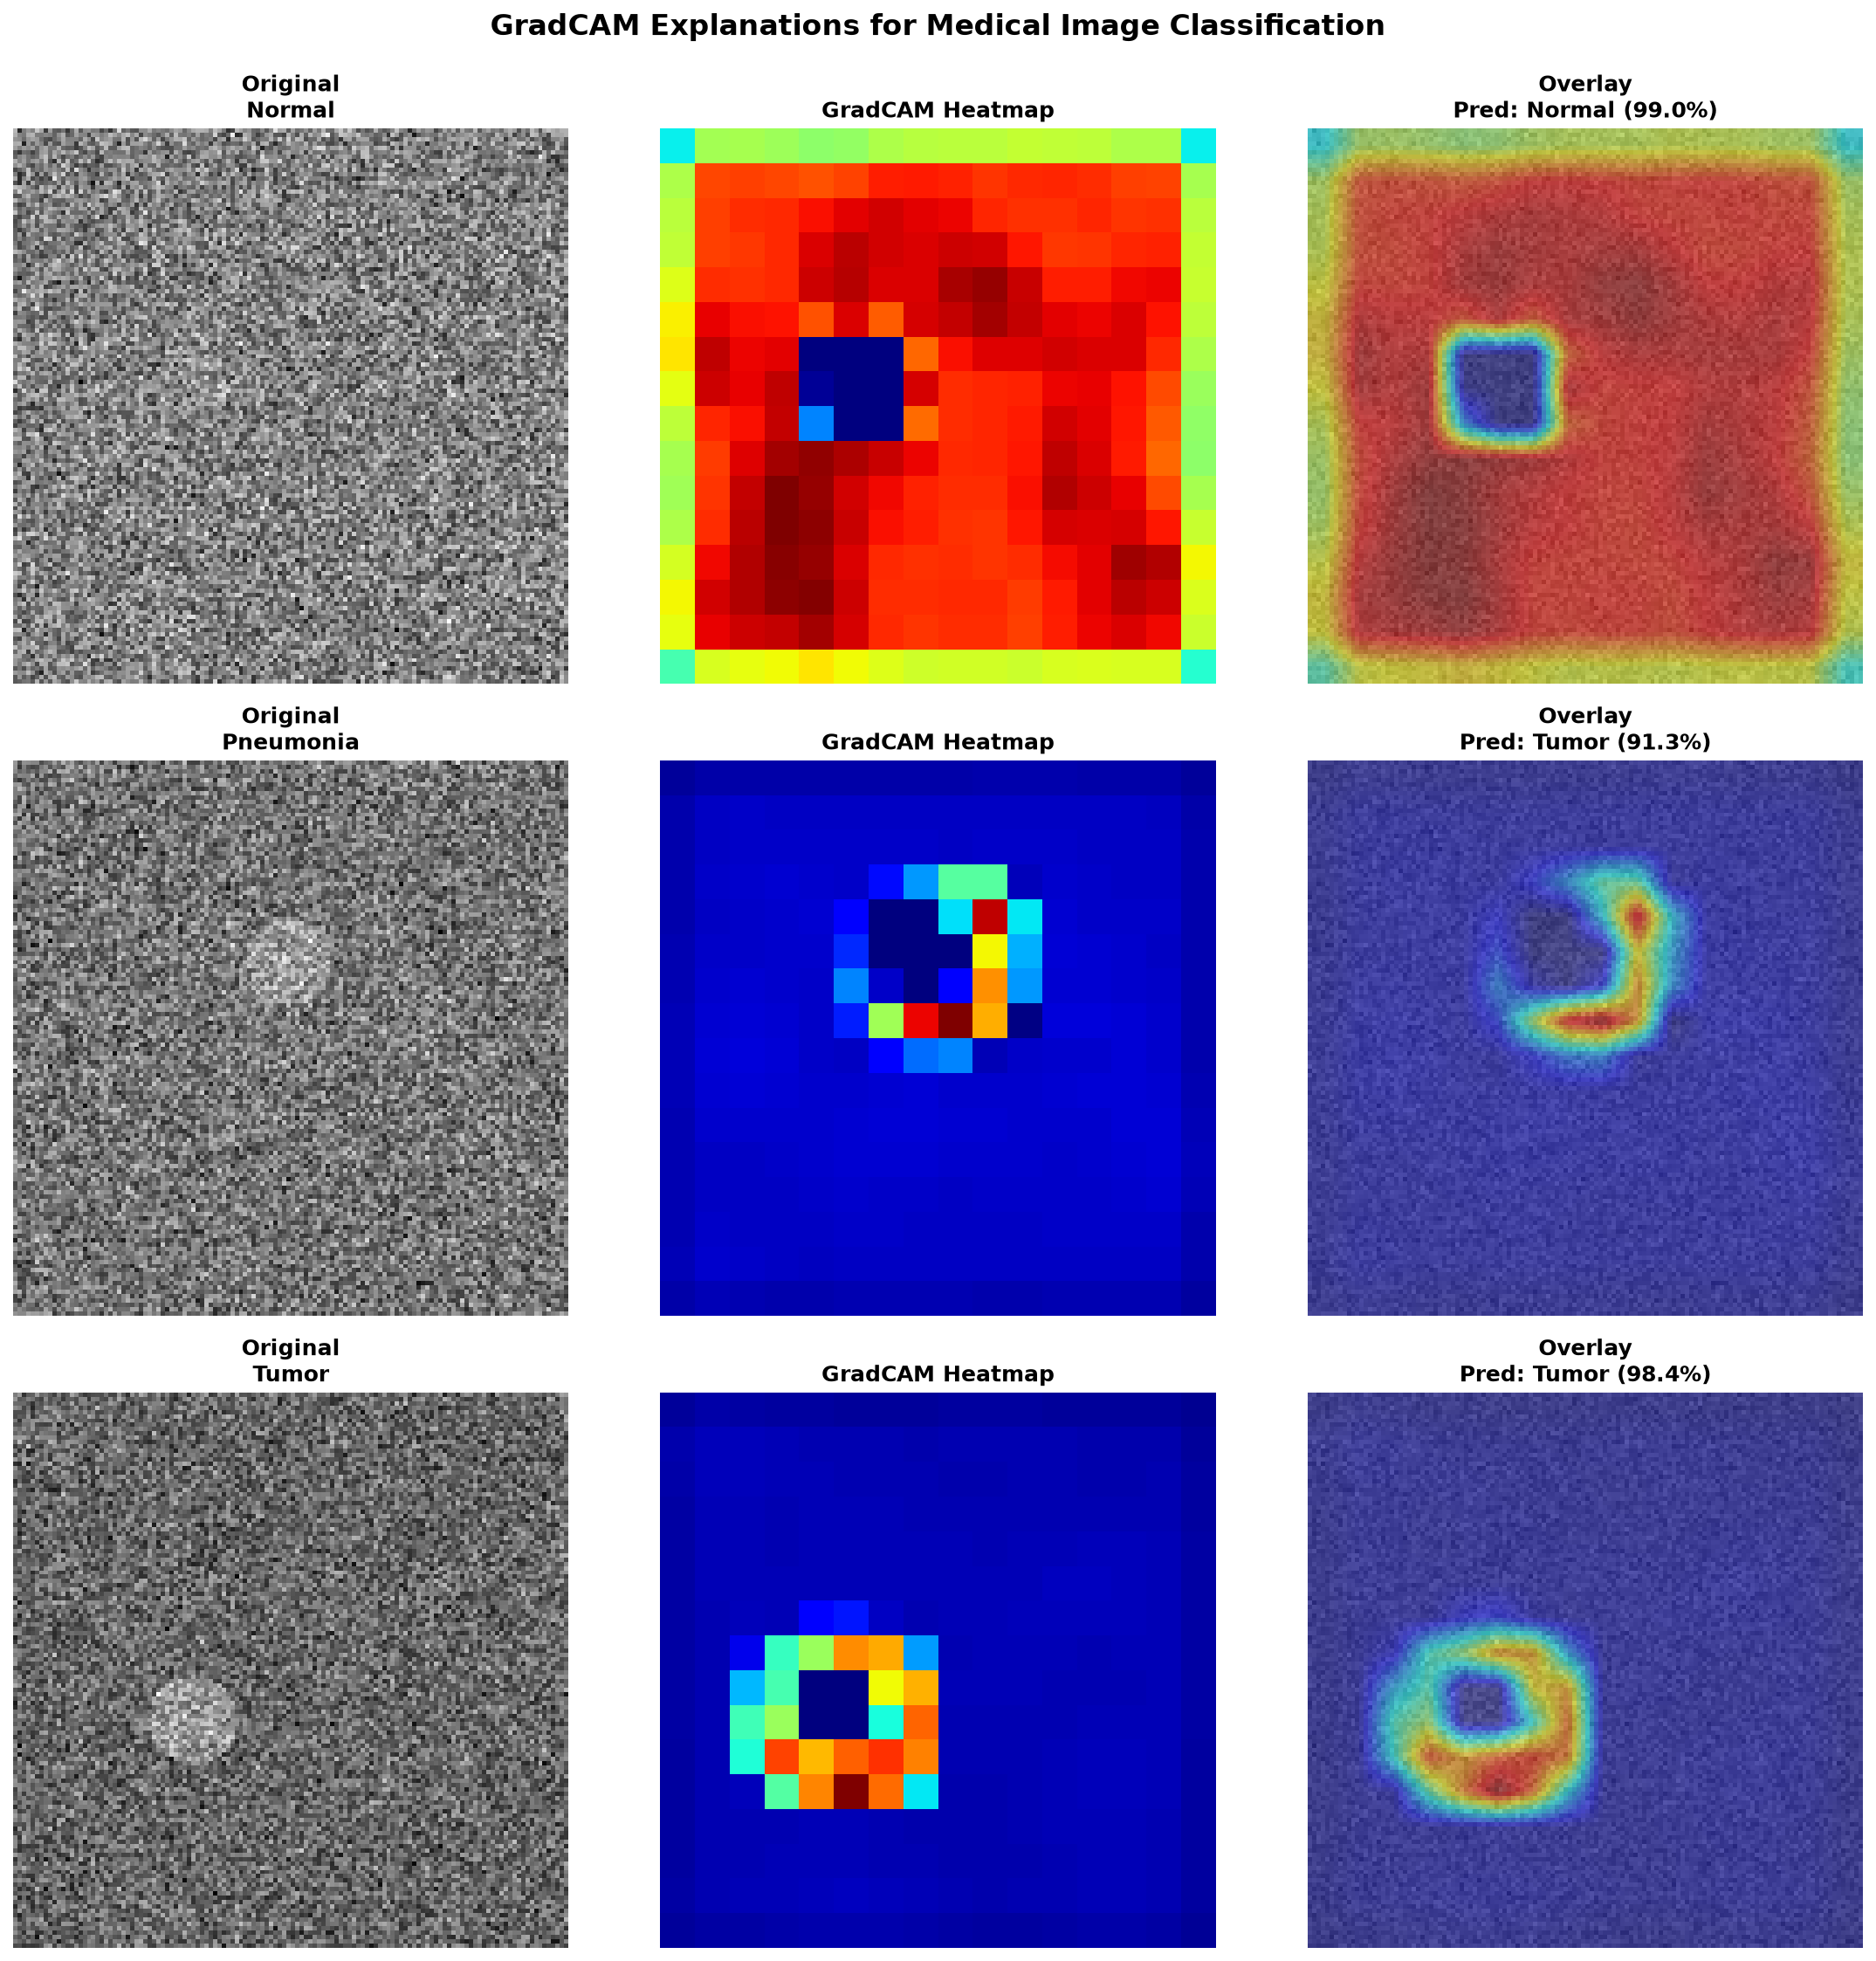 GradCAM Explanations for Medical Image Classification
Original
Normal
GradCAM Heatmap
Overlay
Pred: Normal (99.0%)
Original
Pneumonia
GradCAM Heatmap
Overlay
Pred: Tumor (91.3%)
Original
Tumor
GradCAM Heatmap
Overlay
Pred: Tumor (98.4%)